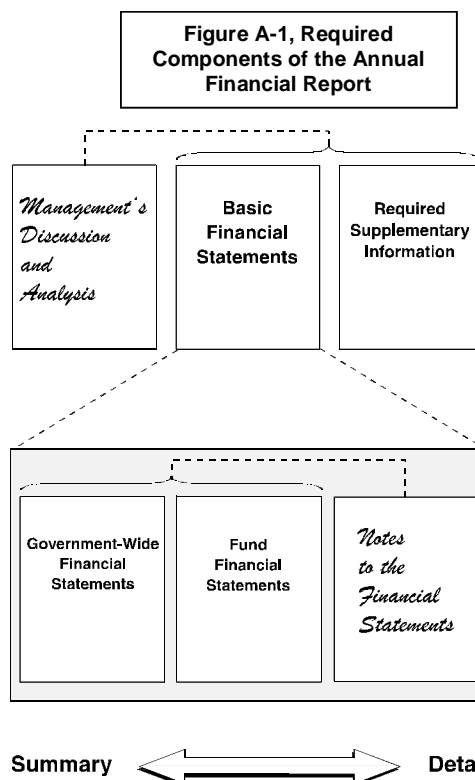 Figure A-1, Required
Components of the Annual
Financial Report
Management's
Discussion
and
Analysis
Basic
Financial
Statements
Required
Supplementary
Information
Government-Wide
Financial
Statements
Fund
Financial
Statements
Notes
to the
Financial
Statements
Summary
Deta